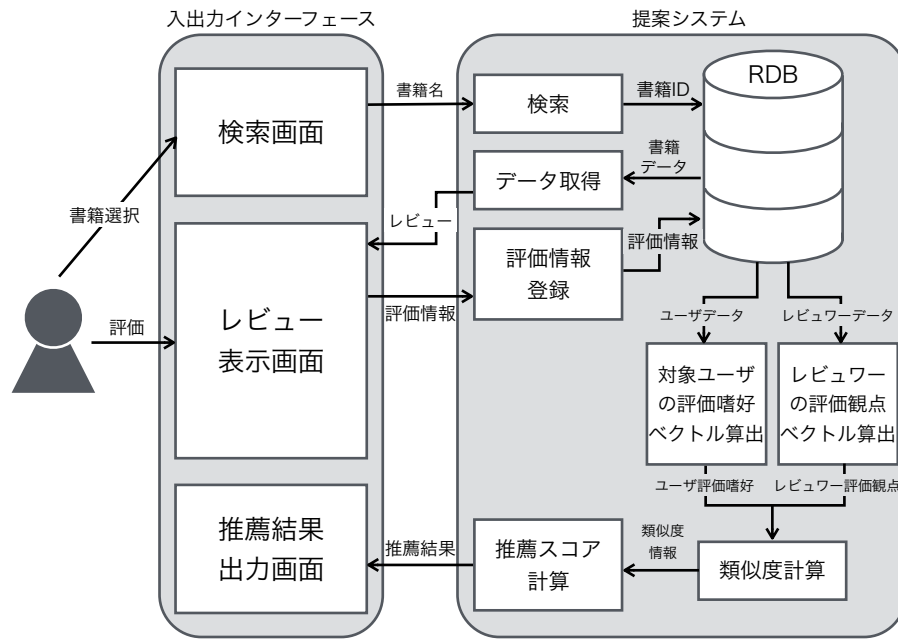 入出力インターフェース
提案システム
検索画面
書籍名
検索
書籍ID
RDB
書籍
データ
データ取得
レビュー
書籍選択
評価
レビュー
表示画面
評価情報
評価情報
登録
評価情報
ユーザデータ
レビュワーデータ
対象ユーザ
の評価嗜好
ベクトル算出
レビュワー
の評価観点
ベクトル算出
ユーザ評価嗜好
レビュワー評価観点
類似度計算
類似度
情報
推薦スコア
計算
推薦結果
推薦結果
出力画面